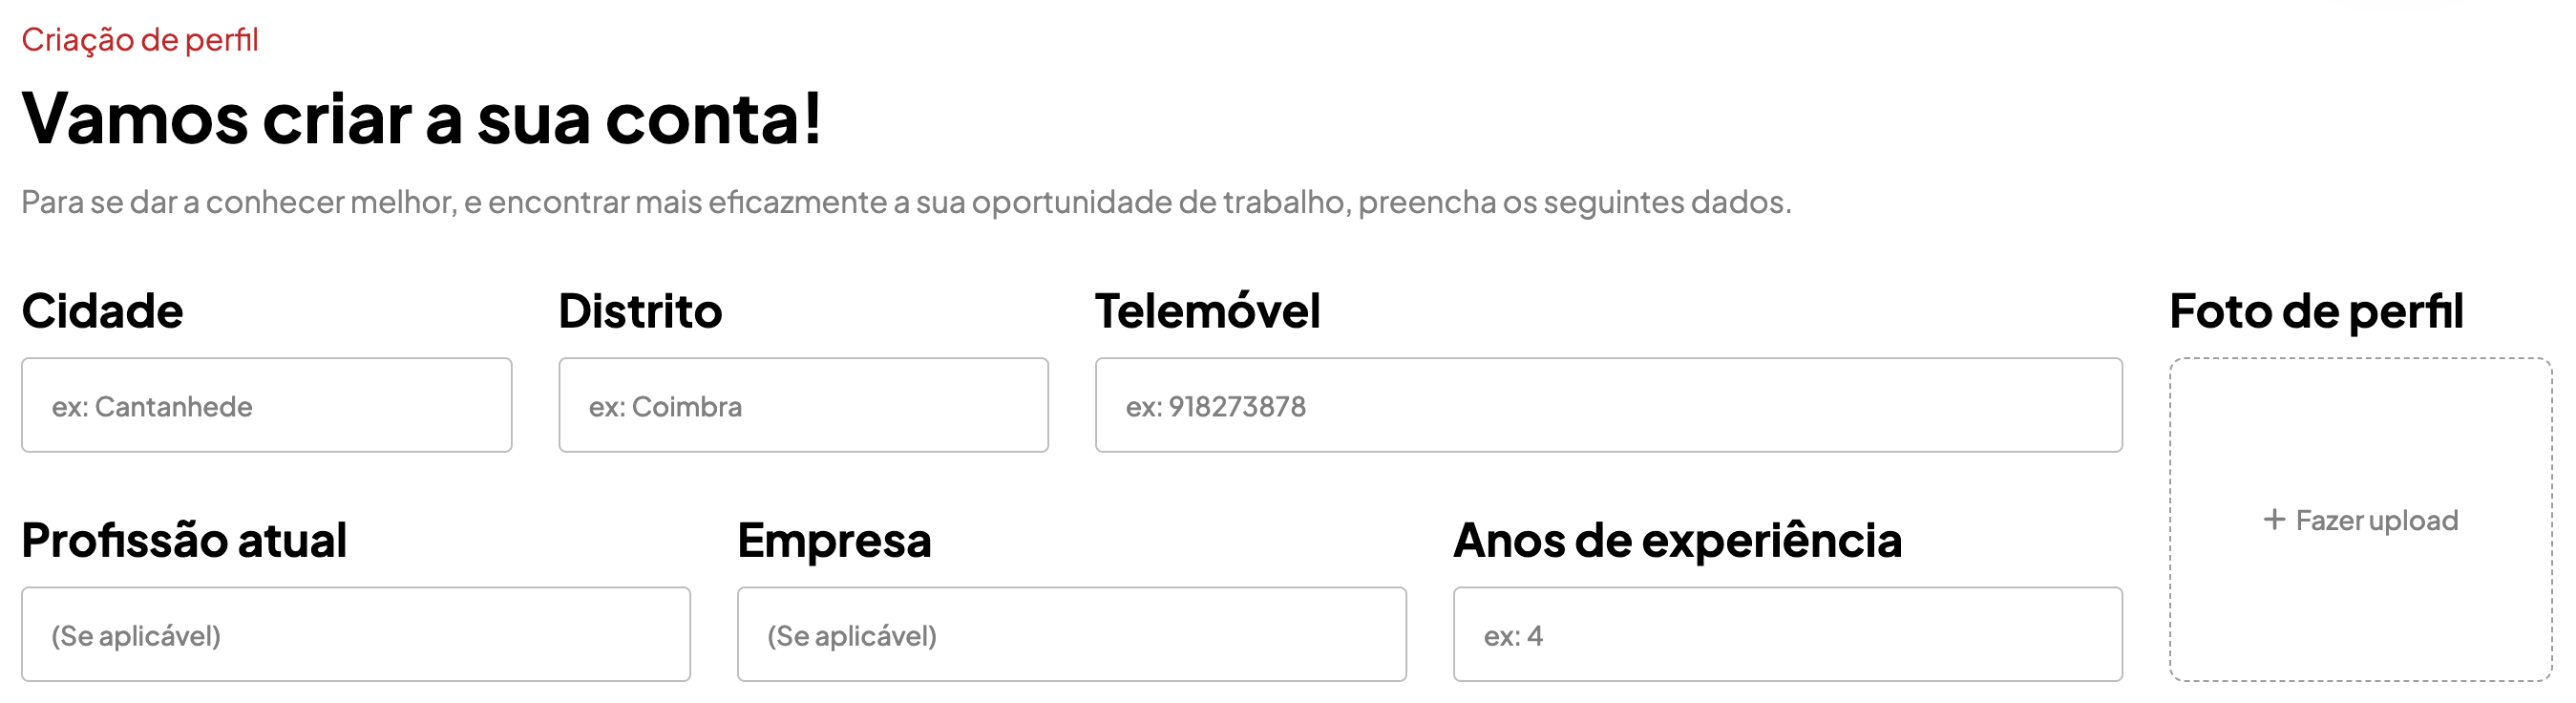 Criação de perfil
Vamos criar a sua conta!
Para se dar a conhecer melhor, e encontrar mais eficazmente a sua oportunidade de trabalho, preencha os seguintes dados.
Cidade Distrito Telemóvel Foto de perfil
ex: Cantanhede ex: Coimbra ex: 918273878
+ Fazer upload
Profissão atual Empresa Anos de experiência
(Se aplicável) (Se aplicável) ex: 4